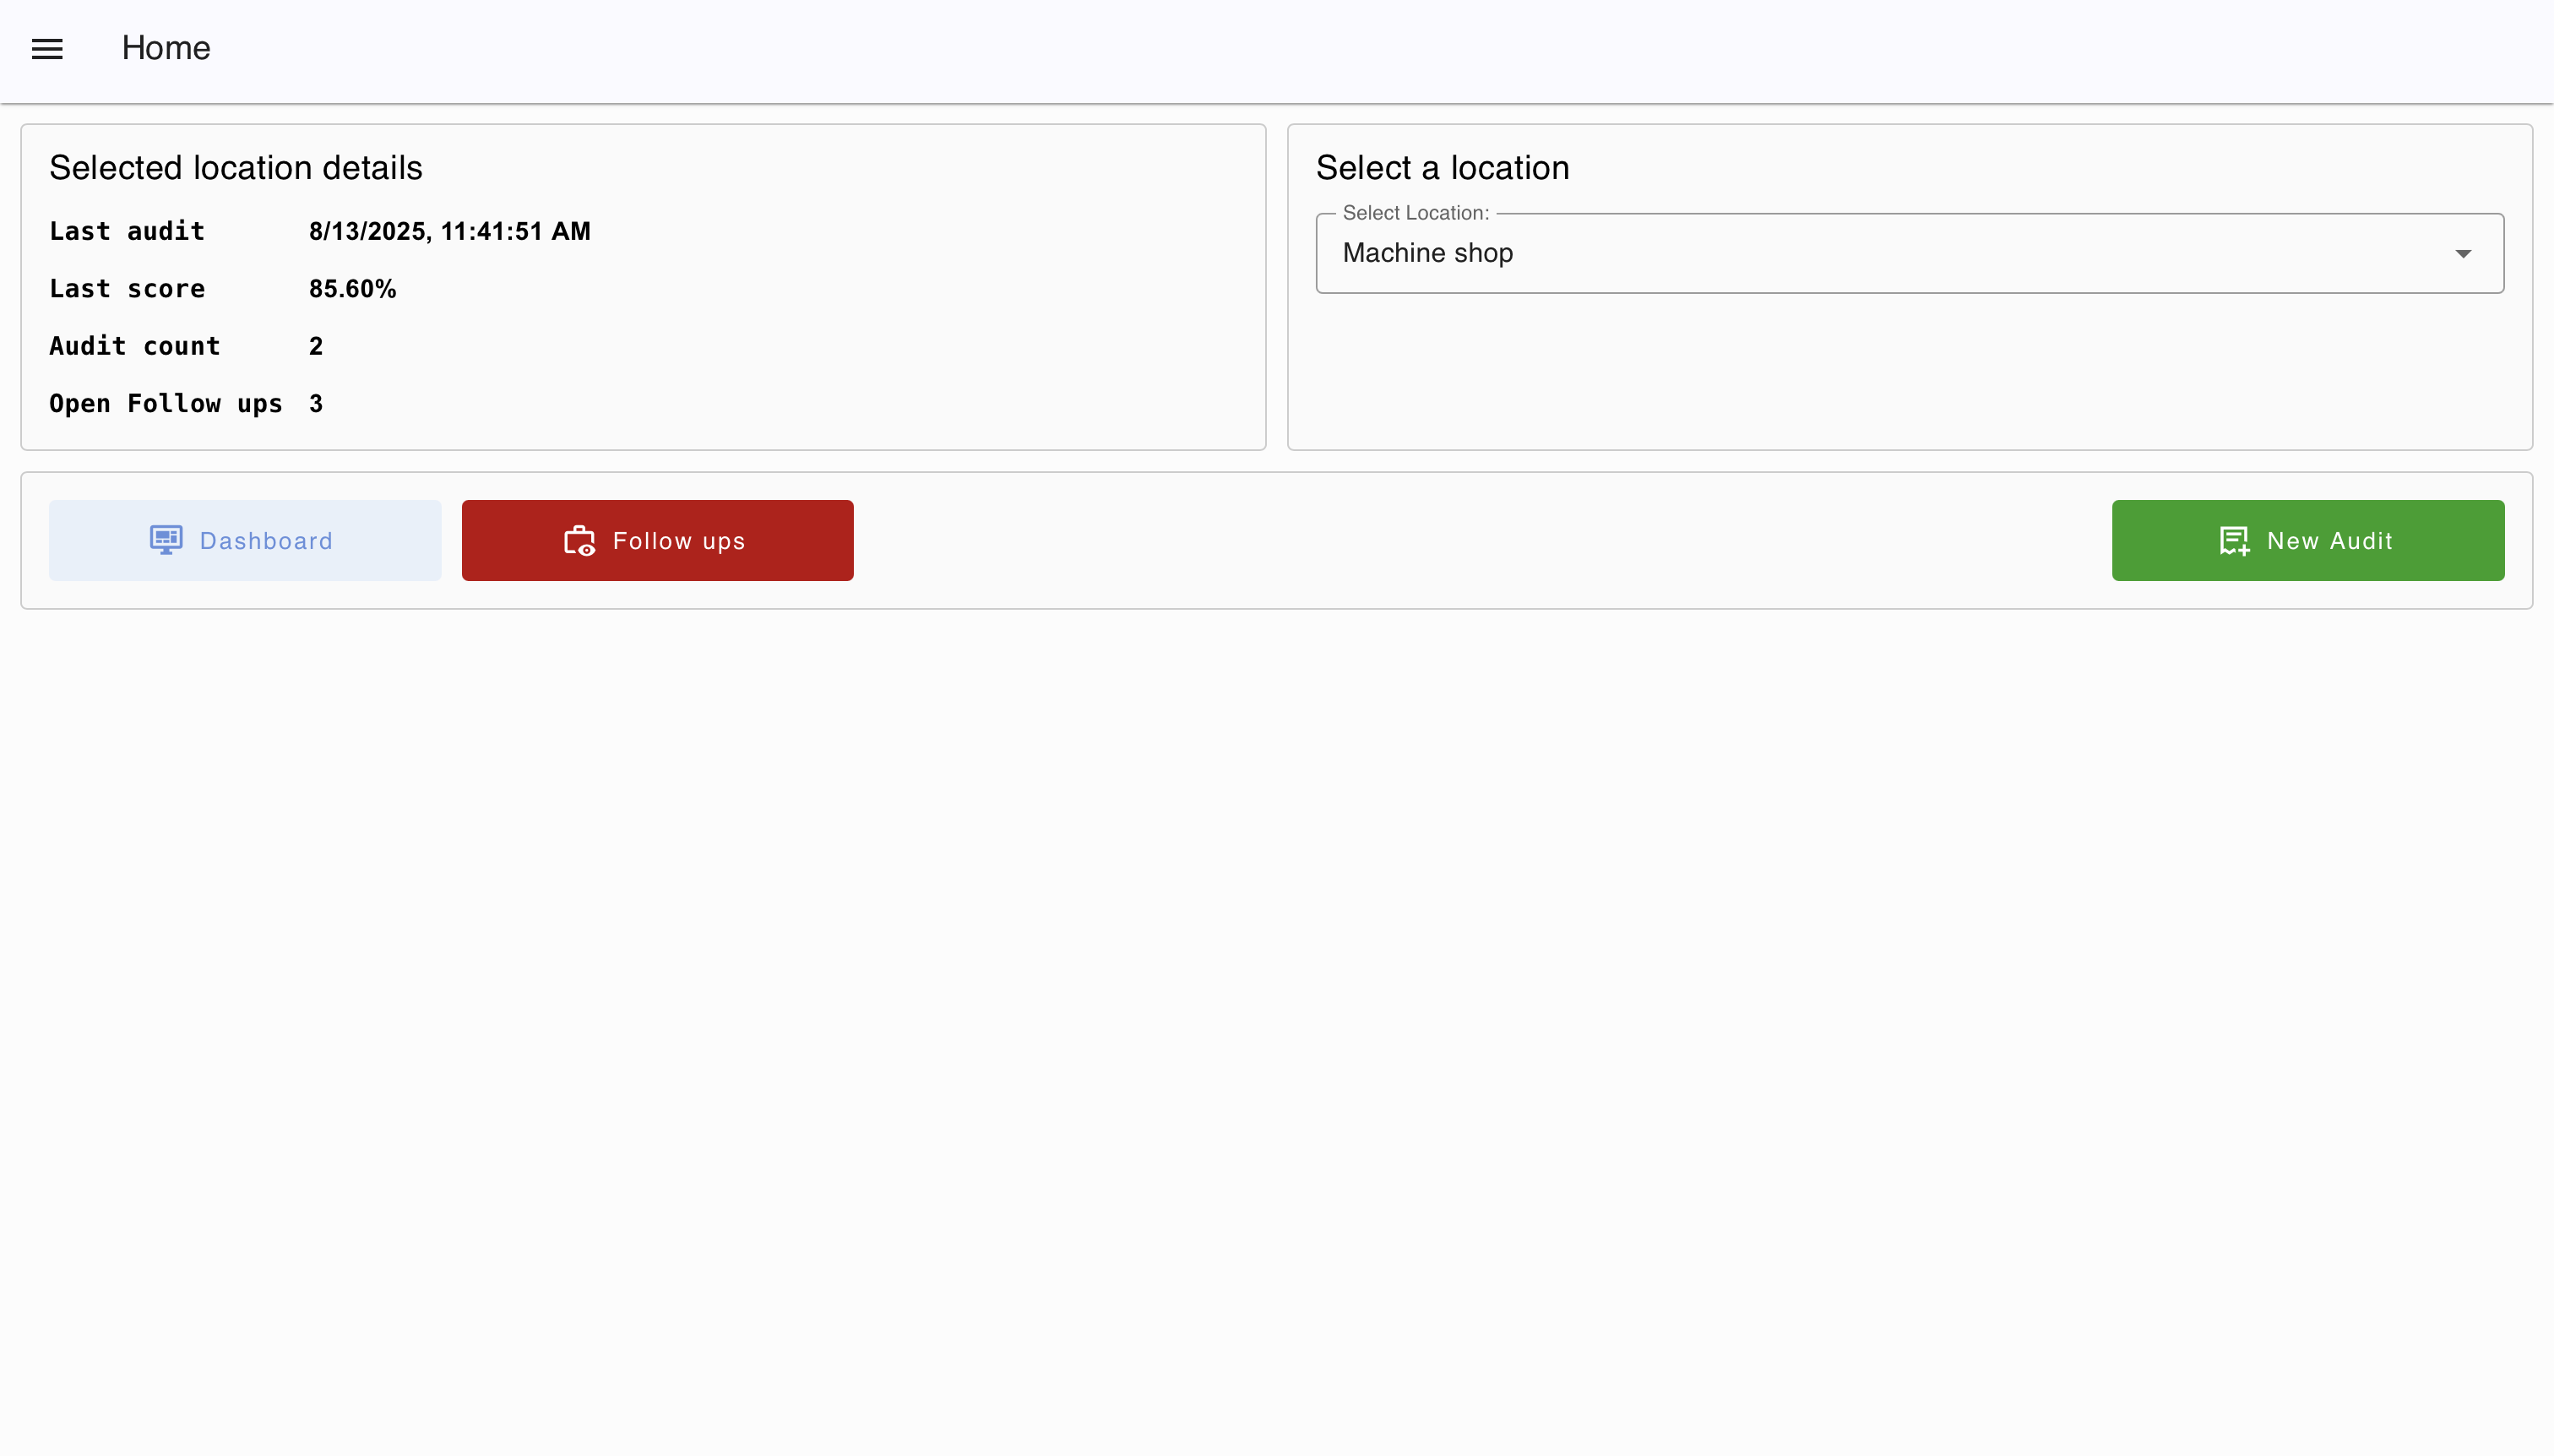 Home
Selected location details
Last audit 8/13/2025, 11:41:51 AM
Last score 85.60%
Audit count 2
Open Follow ups 3
Select a location
Select Location:
Machine shop
Dashboard
Follow ups
New Audit